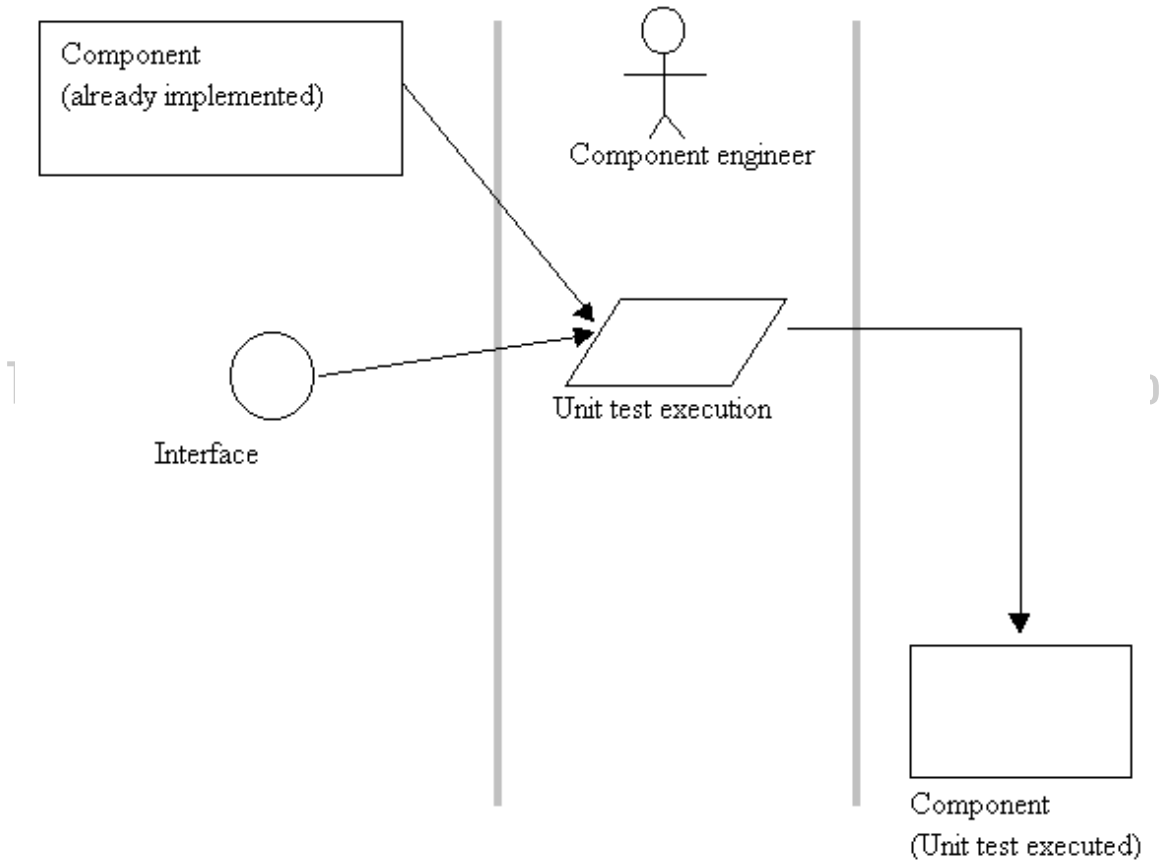 Component
(already implemented)
Component engineer
Unit test execution
Interface
Component
(Unit test executed)